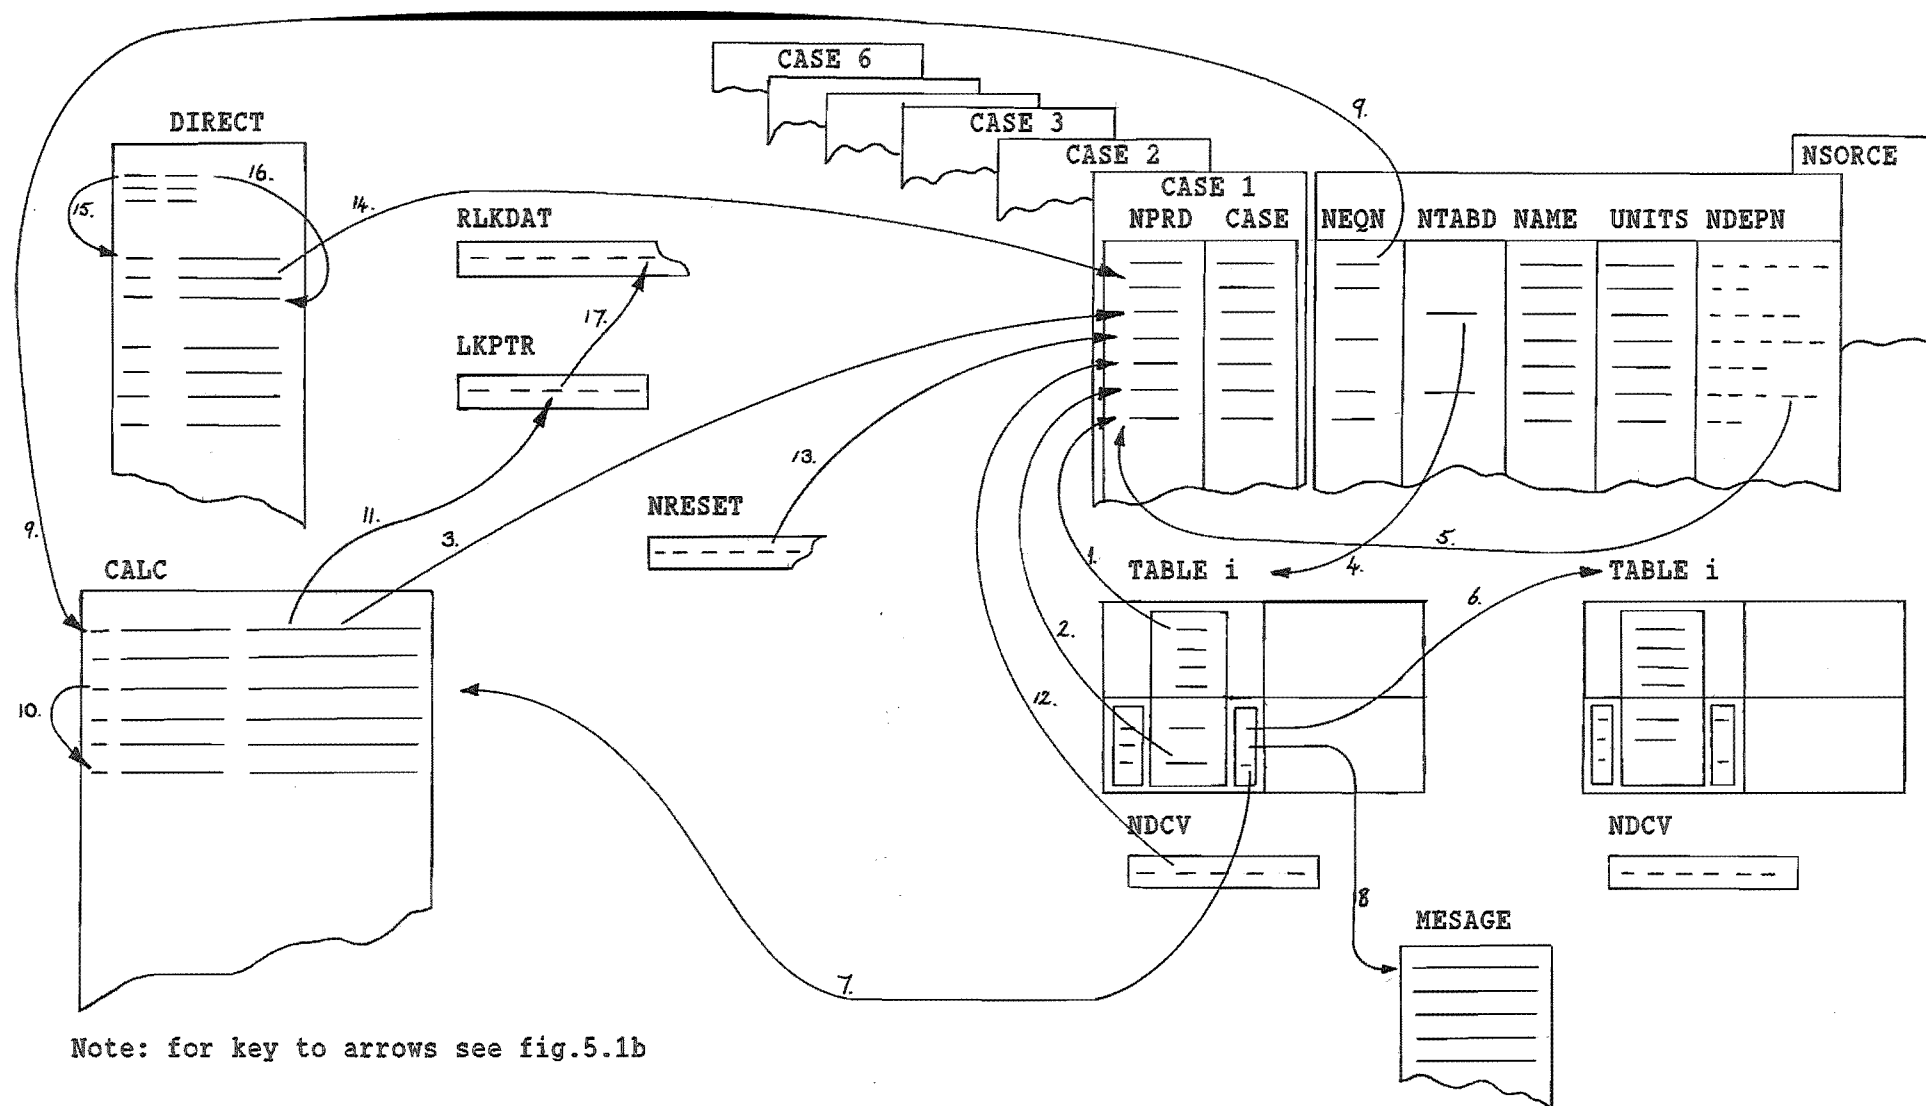 CASE 6
9.
DIRECT
CASE 3
CASE 2
NSORCE
16.
CASE 1
15.
14.
RLKDAT
NPRD CASE NEQN NTABD NAME UNITS NDEPN
17.
LKPTR
13.
NRESET
9.
11.
3.
5.
CALC
1.
TABLE i
4.
TABLE i
6.
2.
10.
12.
NDCV
NDCV
8
MESAGE
7.
Note: for key to arrows see fig.5.1b